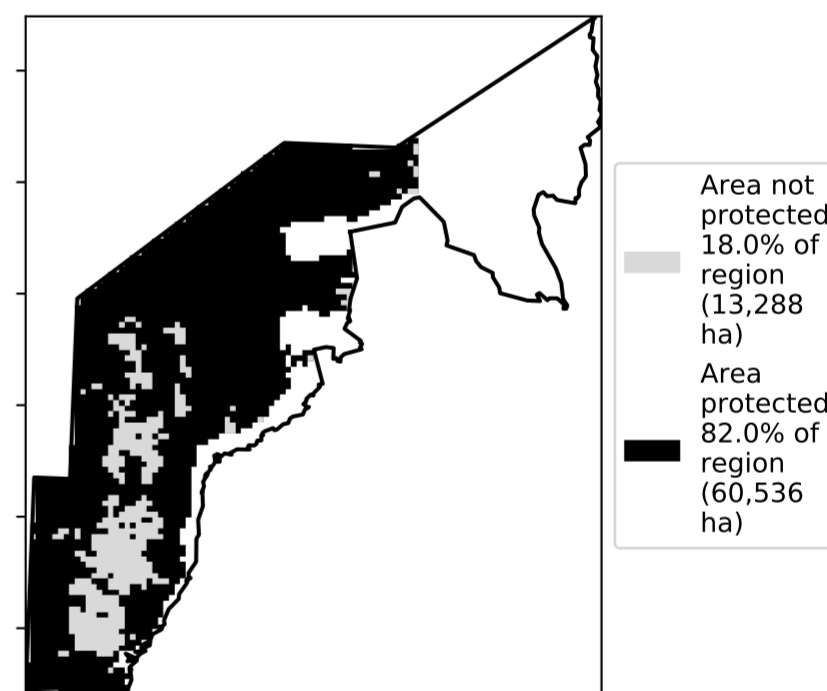 Area not
protected
18.0% of
region
(13,288
ha)
Area
protected
82.0% of
region
(60,536
ha)